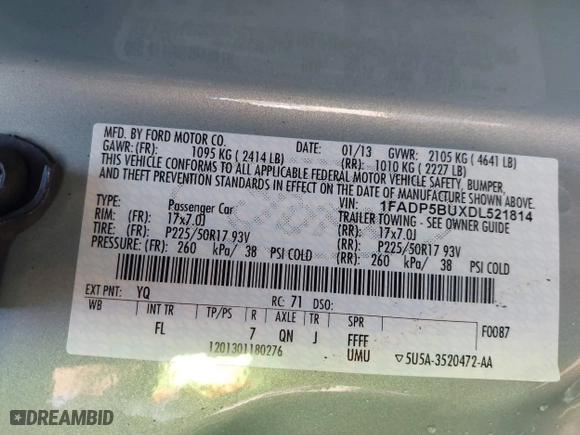 MFD. BY FORD MOTOR CO. DATE: 01/13 GVWR: 2105 KG ( 4641 LB)
GAWR: (FR): 1095 KG ( 2414 LB) (RR): 1010 KG ( 2227 LB)
THIS VEHICLE CONFORMS TO ALL APPLICABLE FEDERAL MOTOR VEHICLE SAFETY, BUMPER,
AND THEFT PREVENTION STANDARDS IN EFFECT ON THE DATE OF MANUFACTURE SHOWN ABOVE.
VIN: 1FADP5BUXDL521814
TYPE: Passenger Car TRAILER TOWING - SEE OWNER GUIDE
RIM: (FR): 17x7.0J (RR): 17x7.0J
TIRE: (FR): P225/50R17 93V (RR): P225/50R17 93V
PRESSURE: (FR): 260 kPa/ 38 PSI COLD (RR): 260 kPa/ 38 PSI COLD
EXT PNT: YQ RC: 71 DSO:
WB INT TR TP/PS R AXLE TR SPR F0087
FL 7 QN J FFFF
1201301180276 UMU ▽5U5A-3520472-AA
DREAMBID